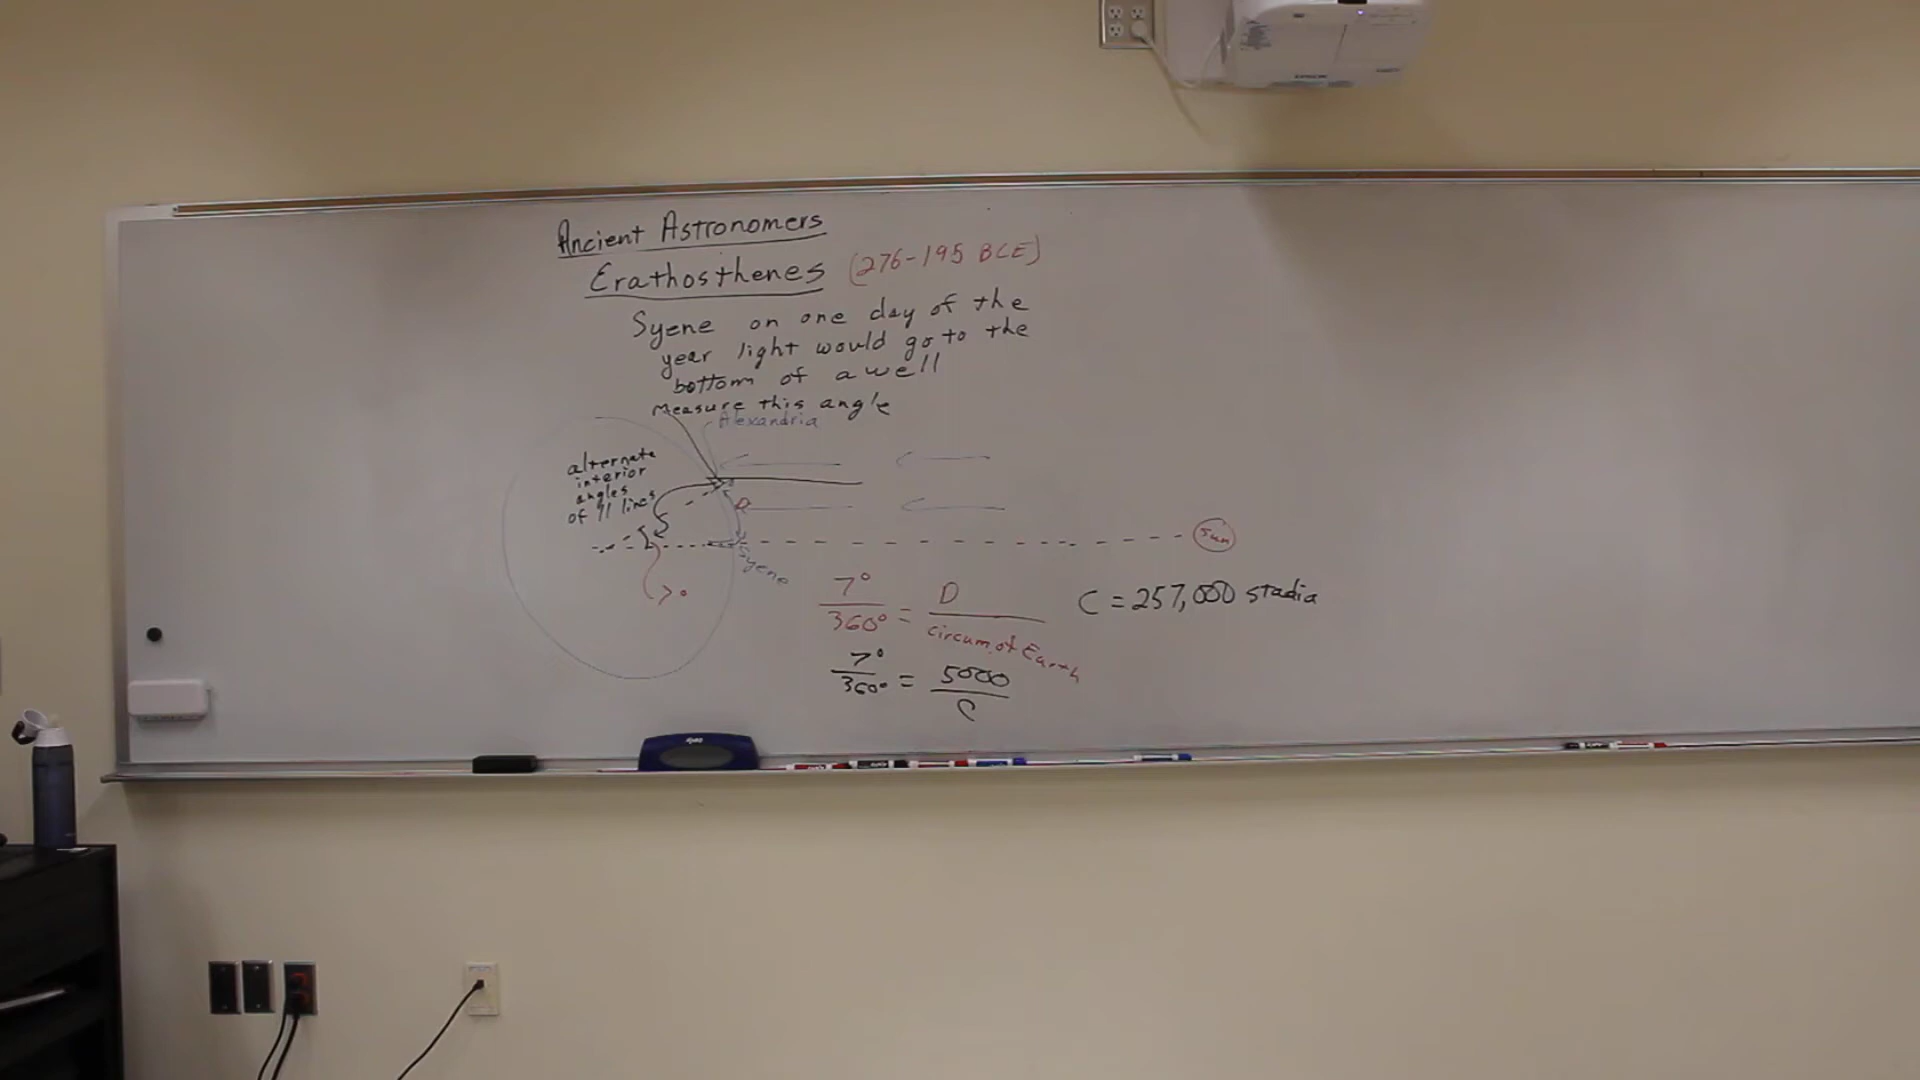 Ancient Astronomers
Erathosthenes (276-195 BCE)
Syene on one day of the
year light would go to the
bottom of a well
Measure this angle
Alexandria
alternate
interior
angles
of // lines
D
Sun
Syene
7°
7°/360° = D/circum. of Earth
C = 257,000 stadia
7°/360° = 5000/C
EPSON
expo